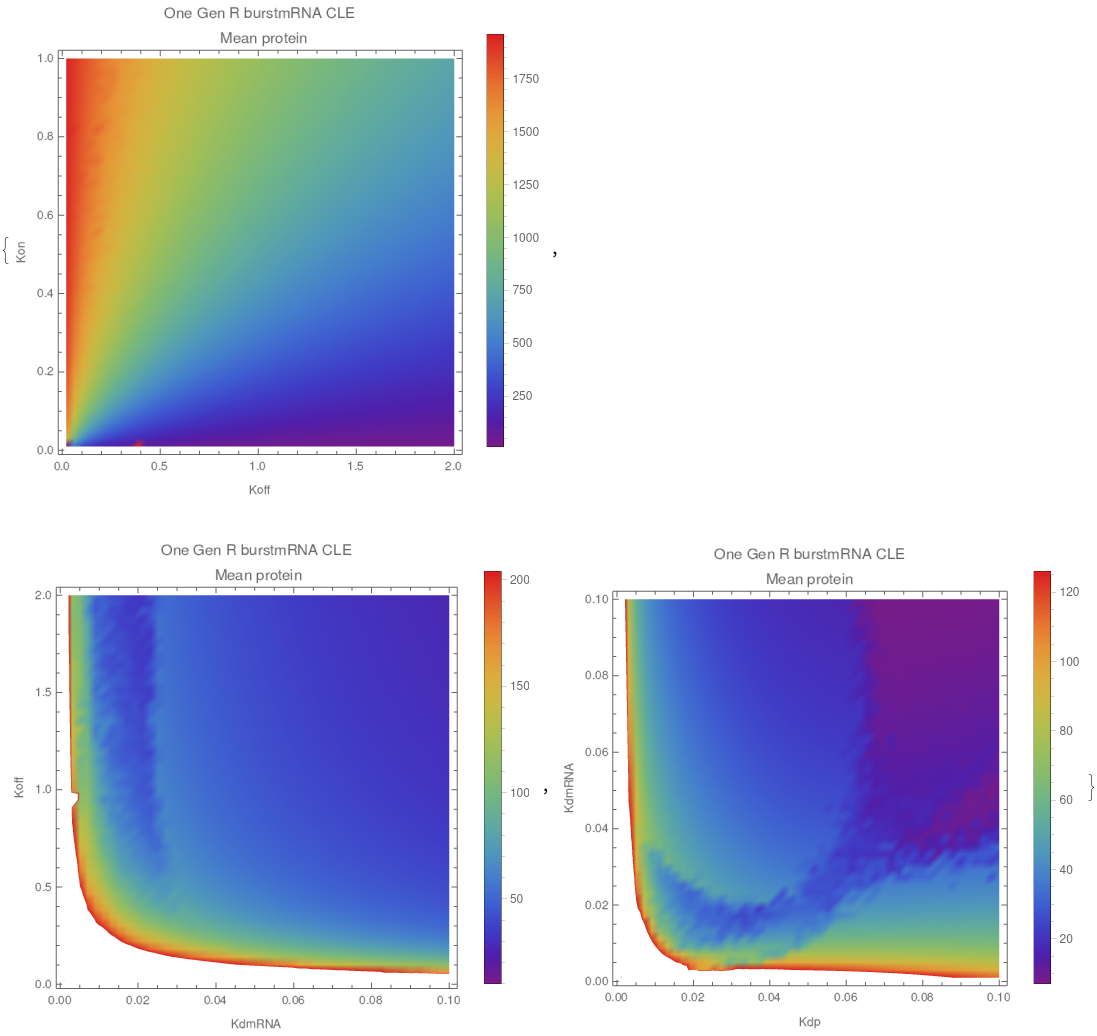 One Gen R burstmRNA CLE
Mean protein
{
Kon
1.0
0.8
0.6
0.4
0.2
0.0
0.0 0.5 1.0 1.5 2.0
Koff
1750
1500
1250
1000
750
500
250
,
One Gen R burstmRNA CLE
Mean protein
Koff
2.0
1.5
1.0
0.5
0.0
0.00 0.02 0.04 0.06 0.08 0.10
KdmRNA
200
150
100
50
,
One Gen R burstmRNA CLE
Mean protein
KdmRNA
0.10
0.08
0.06
0.04
0.02
0.00
0.00 0.02 0.04 0.06 0.08 0.10
Kdp
120
100
80
60
40
20
}